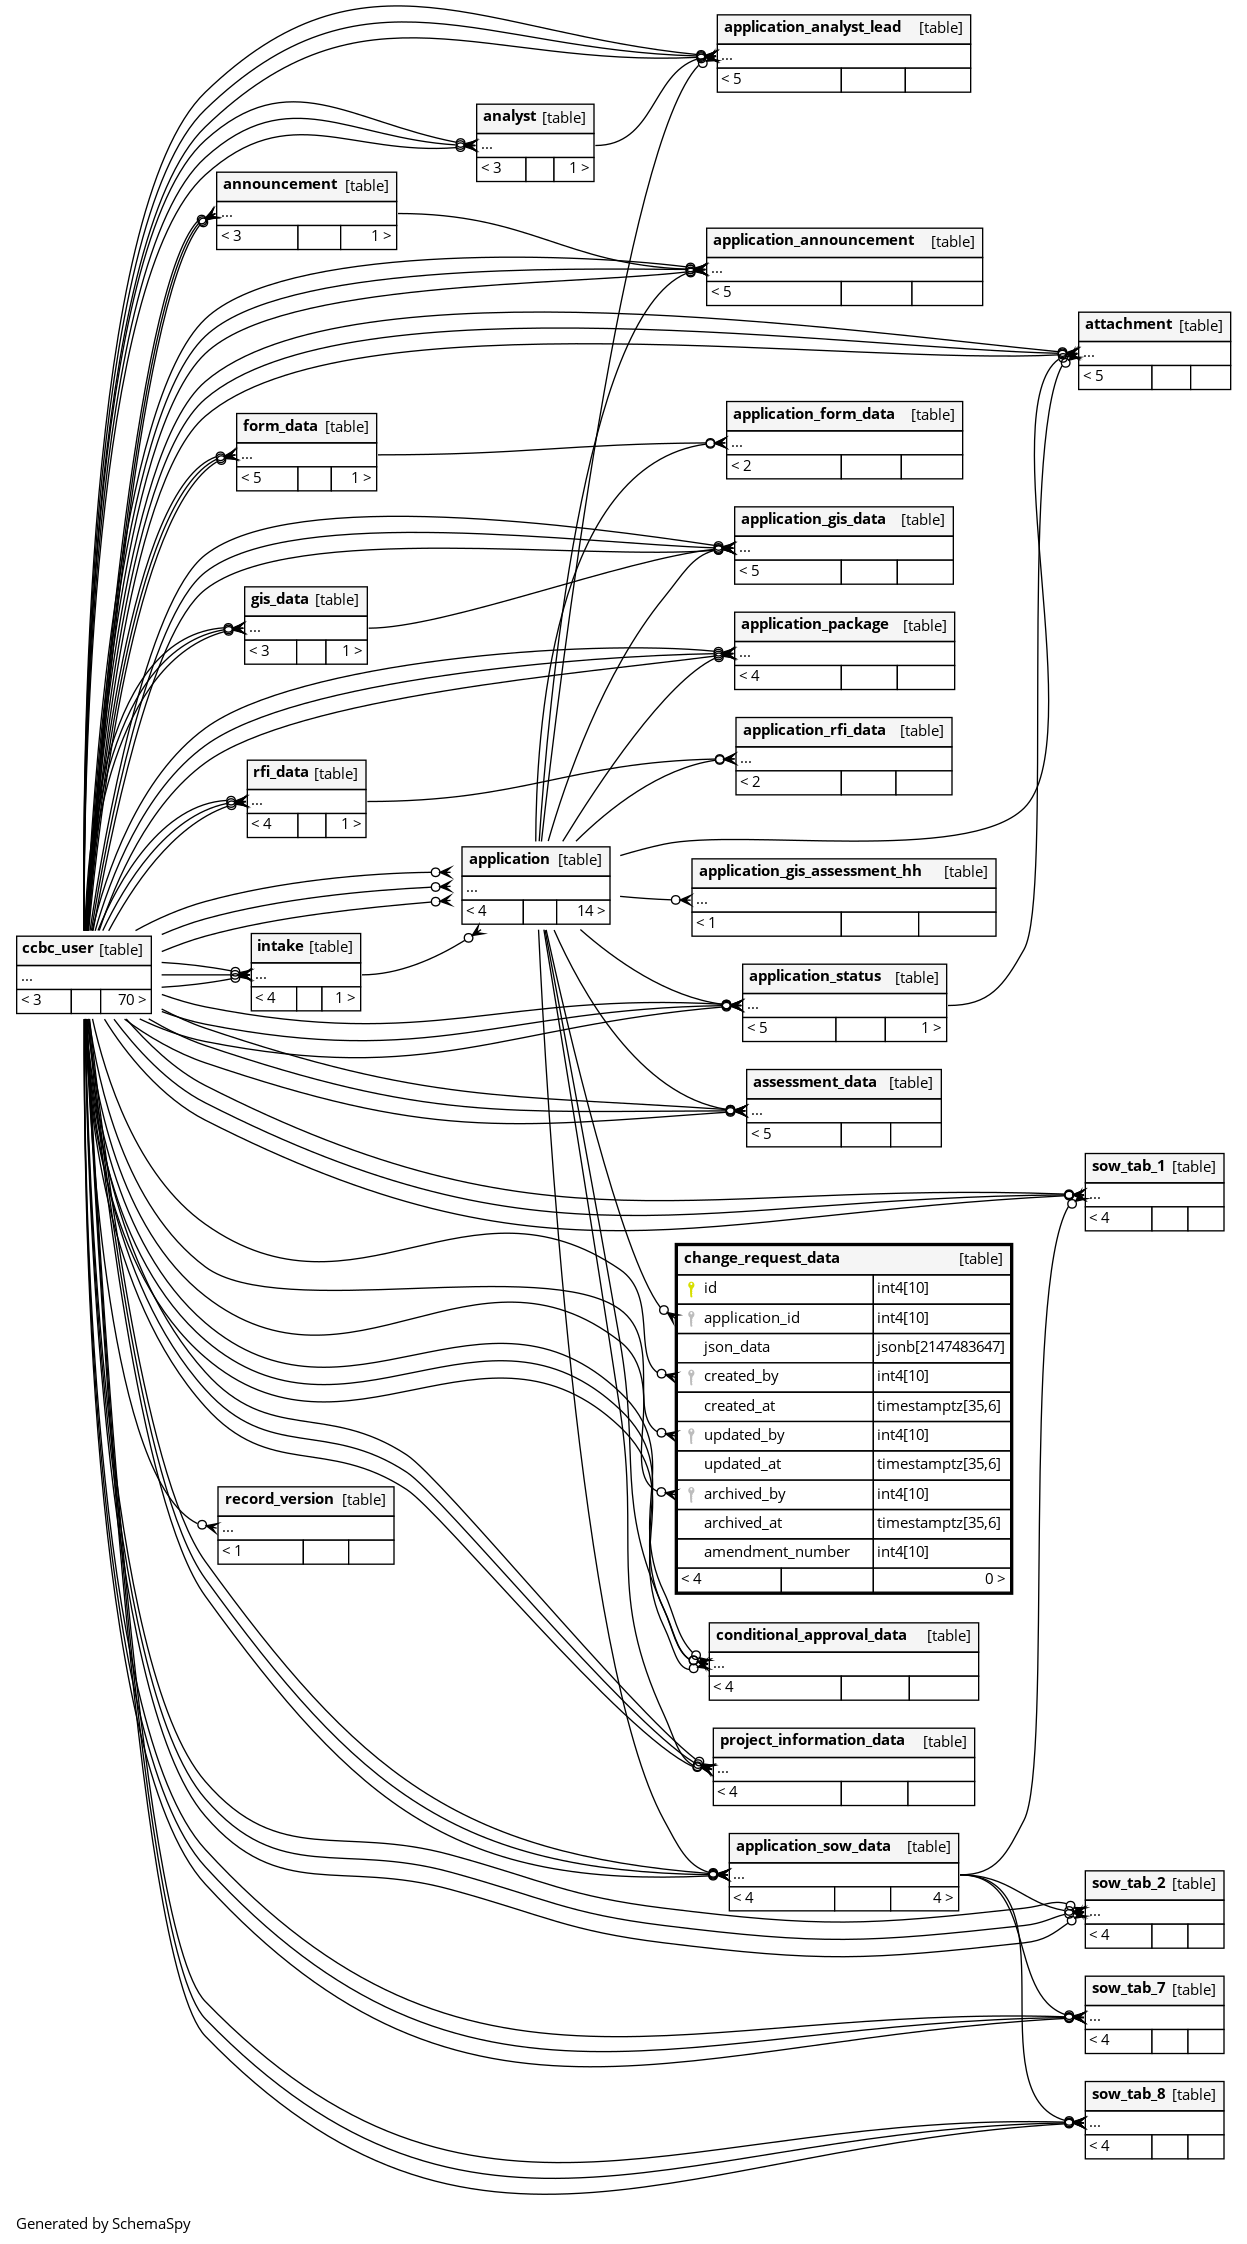 application_analyst_lead [table]
...
< 5
analyst [table]
...
< 3 1 >
announcement [table]
...
< 3 1 >
application_announcement [table]
...
< 5
attachment [table]
...
< 5
form_data [table]
...
< 5 1 >
application_form_data [table]
...
< 2
application_gis_data [table]
...
< 5
gis_data [table]
...
< 3 1 >
application_package [table]
...
< 4
application_rfi_data [table]
...
< 2
rfi_data [table]
...
< 4 1 >
application [table]
...
< 4 14 >
application_gis_assessment_hh [table]
...
< 1
ccbc_user [table]
...
< 3 70 >
intake [table]
...
< 4 1 >
application_status [table]
...
< 5 1 >
assessment_data [table]
...
< 5
sow_tab_1 [table]
...
< 4
change_request_data [table]
id int4[10]
application_id int4[10]
json_data jsonb[2147483647]
created_by int4[10]
created_at timestamptz[35,6]
updated_by int4[10]
updated_at timestamptz[35,6]
archived_by int4[10]
archived_at timestamptz[35,6]
amendment_number int4[10]
< 4 0 >
record_version [table]
...
< 1
conditional_approval_data [table]
...
< 4
project_information_data [table]
...
< 4
application_sow_data [table]
...
< 4 4 >
sow_tab_2 [table]
...
< 4
sow_tab_7 [table]
...
< 4
sow_tab_8 [table]
...
< 4
Generated by SchemaSpy